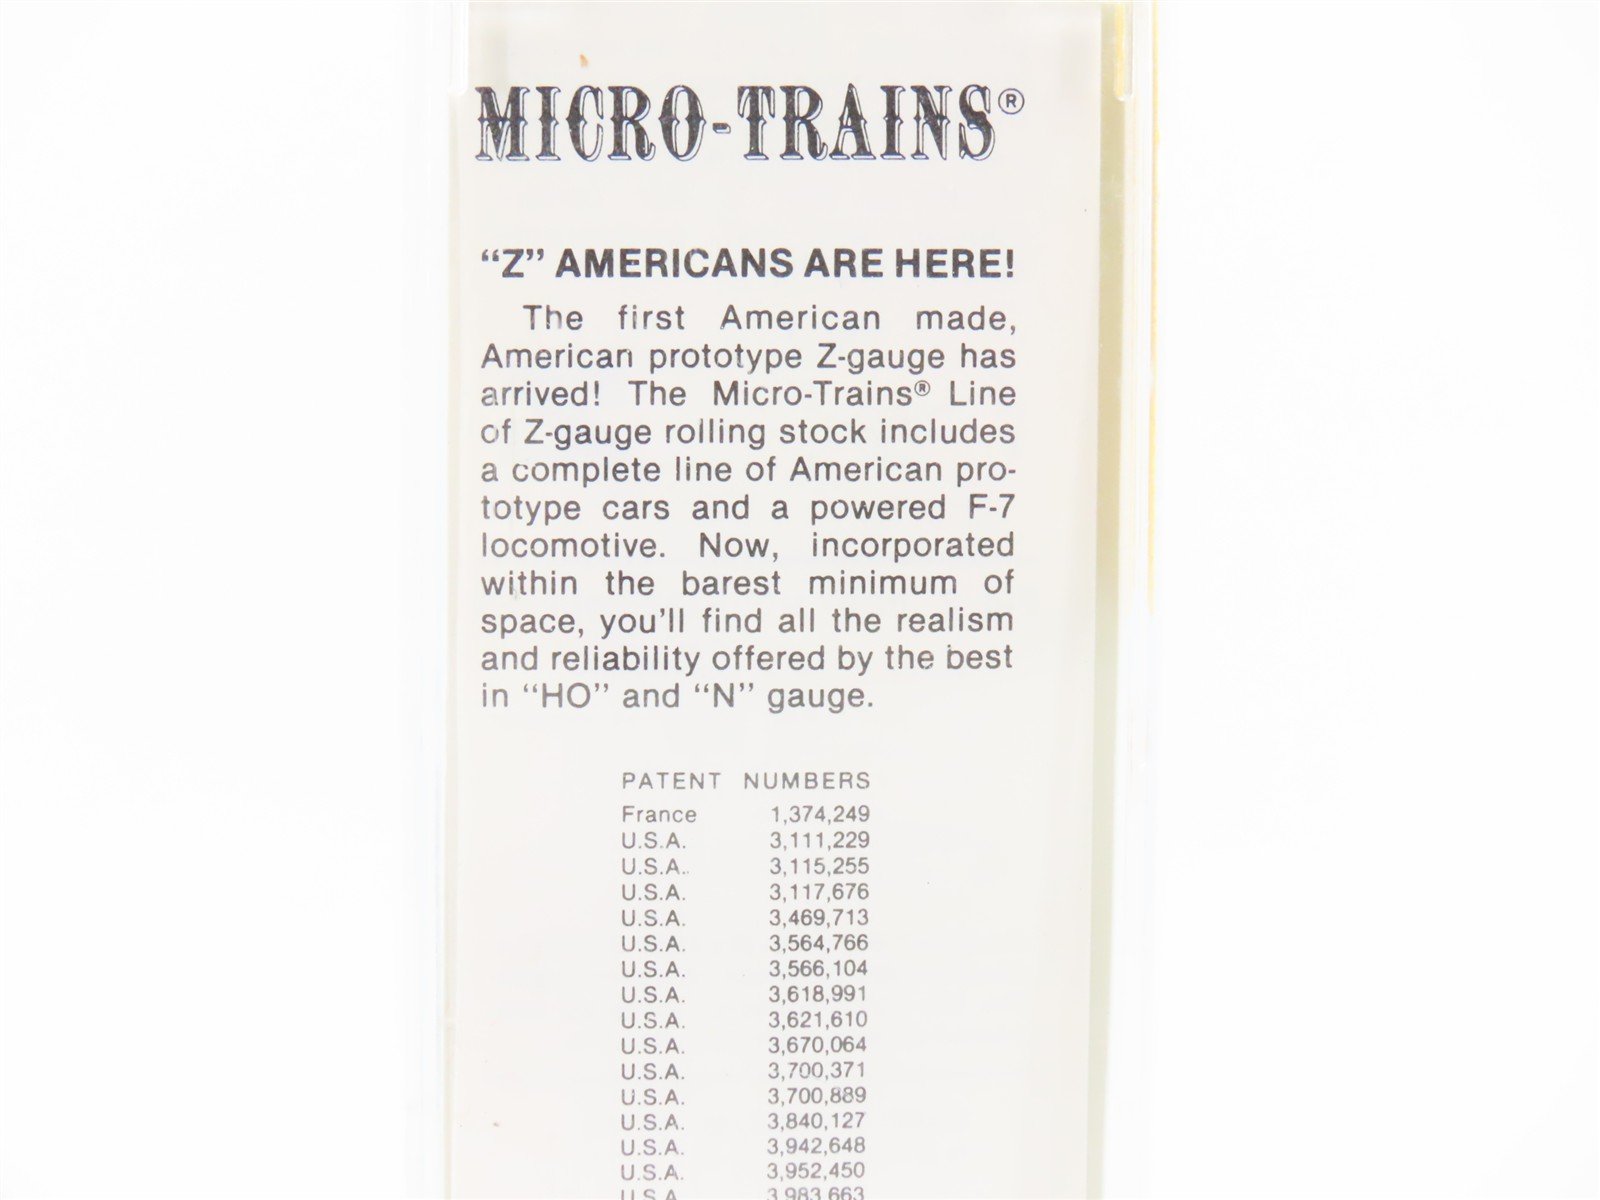 MICRO-TRAINS®
“Z” AMERICANS ARE HERE!
The first American made,
American prototype Z-gauge has
arrived! The Micro-Trains® Line
of Z-gauge rolling stock includes
a complete line of American pro-
totype cars and a powered F-7
locomotive. Now, incorporated
within the barest minimum of
space, you'll find all the realism
and reliability offered by the best
in “HO” and “N” gauge.
PATENT NUMBERS
France 1,374,249
U.S.A. 3,111,229
U.S.A. 3,115,255
U.S.A. 3,117,676
U.S.A. 3,469,713
U.S.A. 3,564,766
U.S.A. 3,566,104
U.S.A. 3,618,991
U.S.A. 3,621,610
U.S.A. 3,670,064
U.S.A. 3,700,371
U.S.A. 3,700,889
U.S.A. 3,840,127
U.S.A. 3,942,648
U.S.A. 3,952,450
U.S.A. 3,983,663